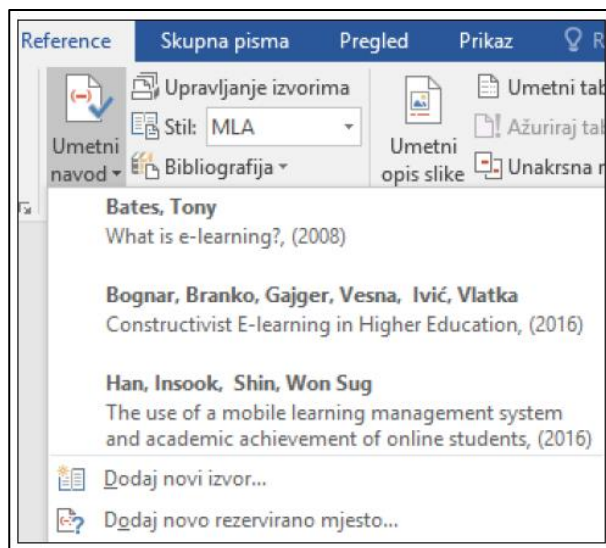 Reference Skupna pisma Pregled Prikaz R
Upravljanje izvorima
Stil: MLA
Bibliografija
Umetni
navod
Umetni
opis slike
Umetni tab
Ažuriraj tab
Unakrsna r
Bates, Tony
What is e-learning?, (2008)
Bognar, Branko, Gajger, Vesna, Ivić, Vlatka
Constructivist E-learning in Higher Education, (2016)
Han, Insook, Shin, Won Sug
The use of a mobile learning management system
and academic achievement of online students, (2016)
Dodaj novi izvor...
Dodaj novo rezervirano mjesto...